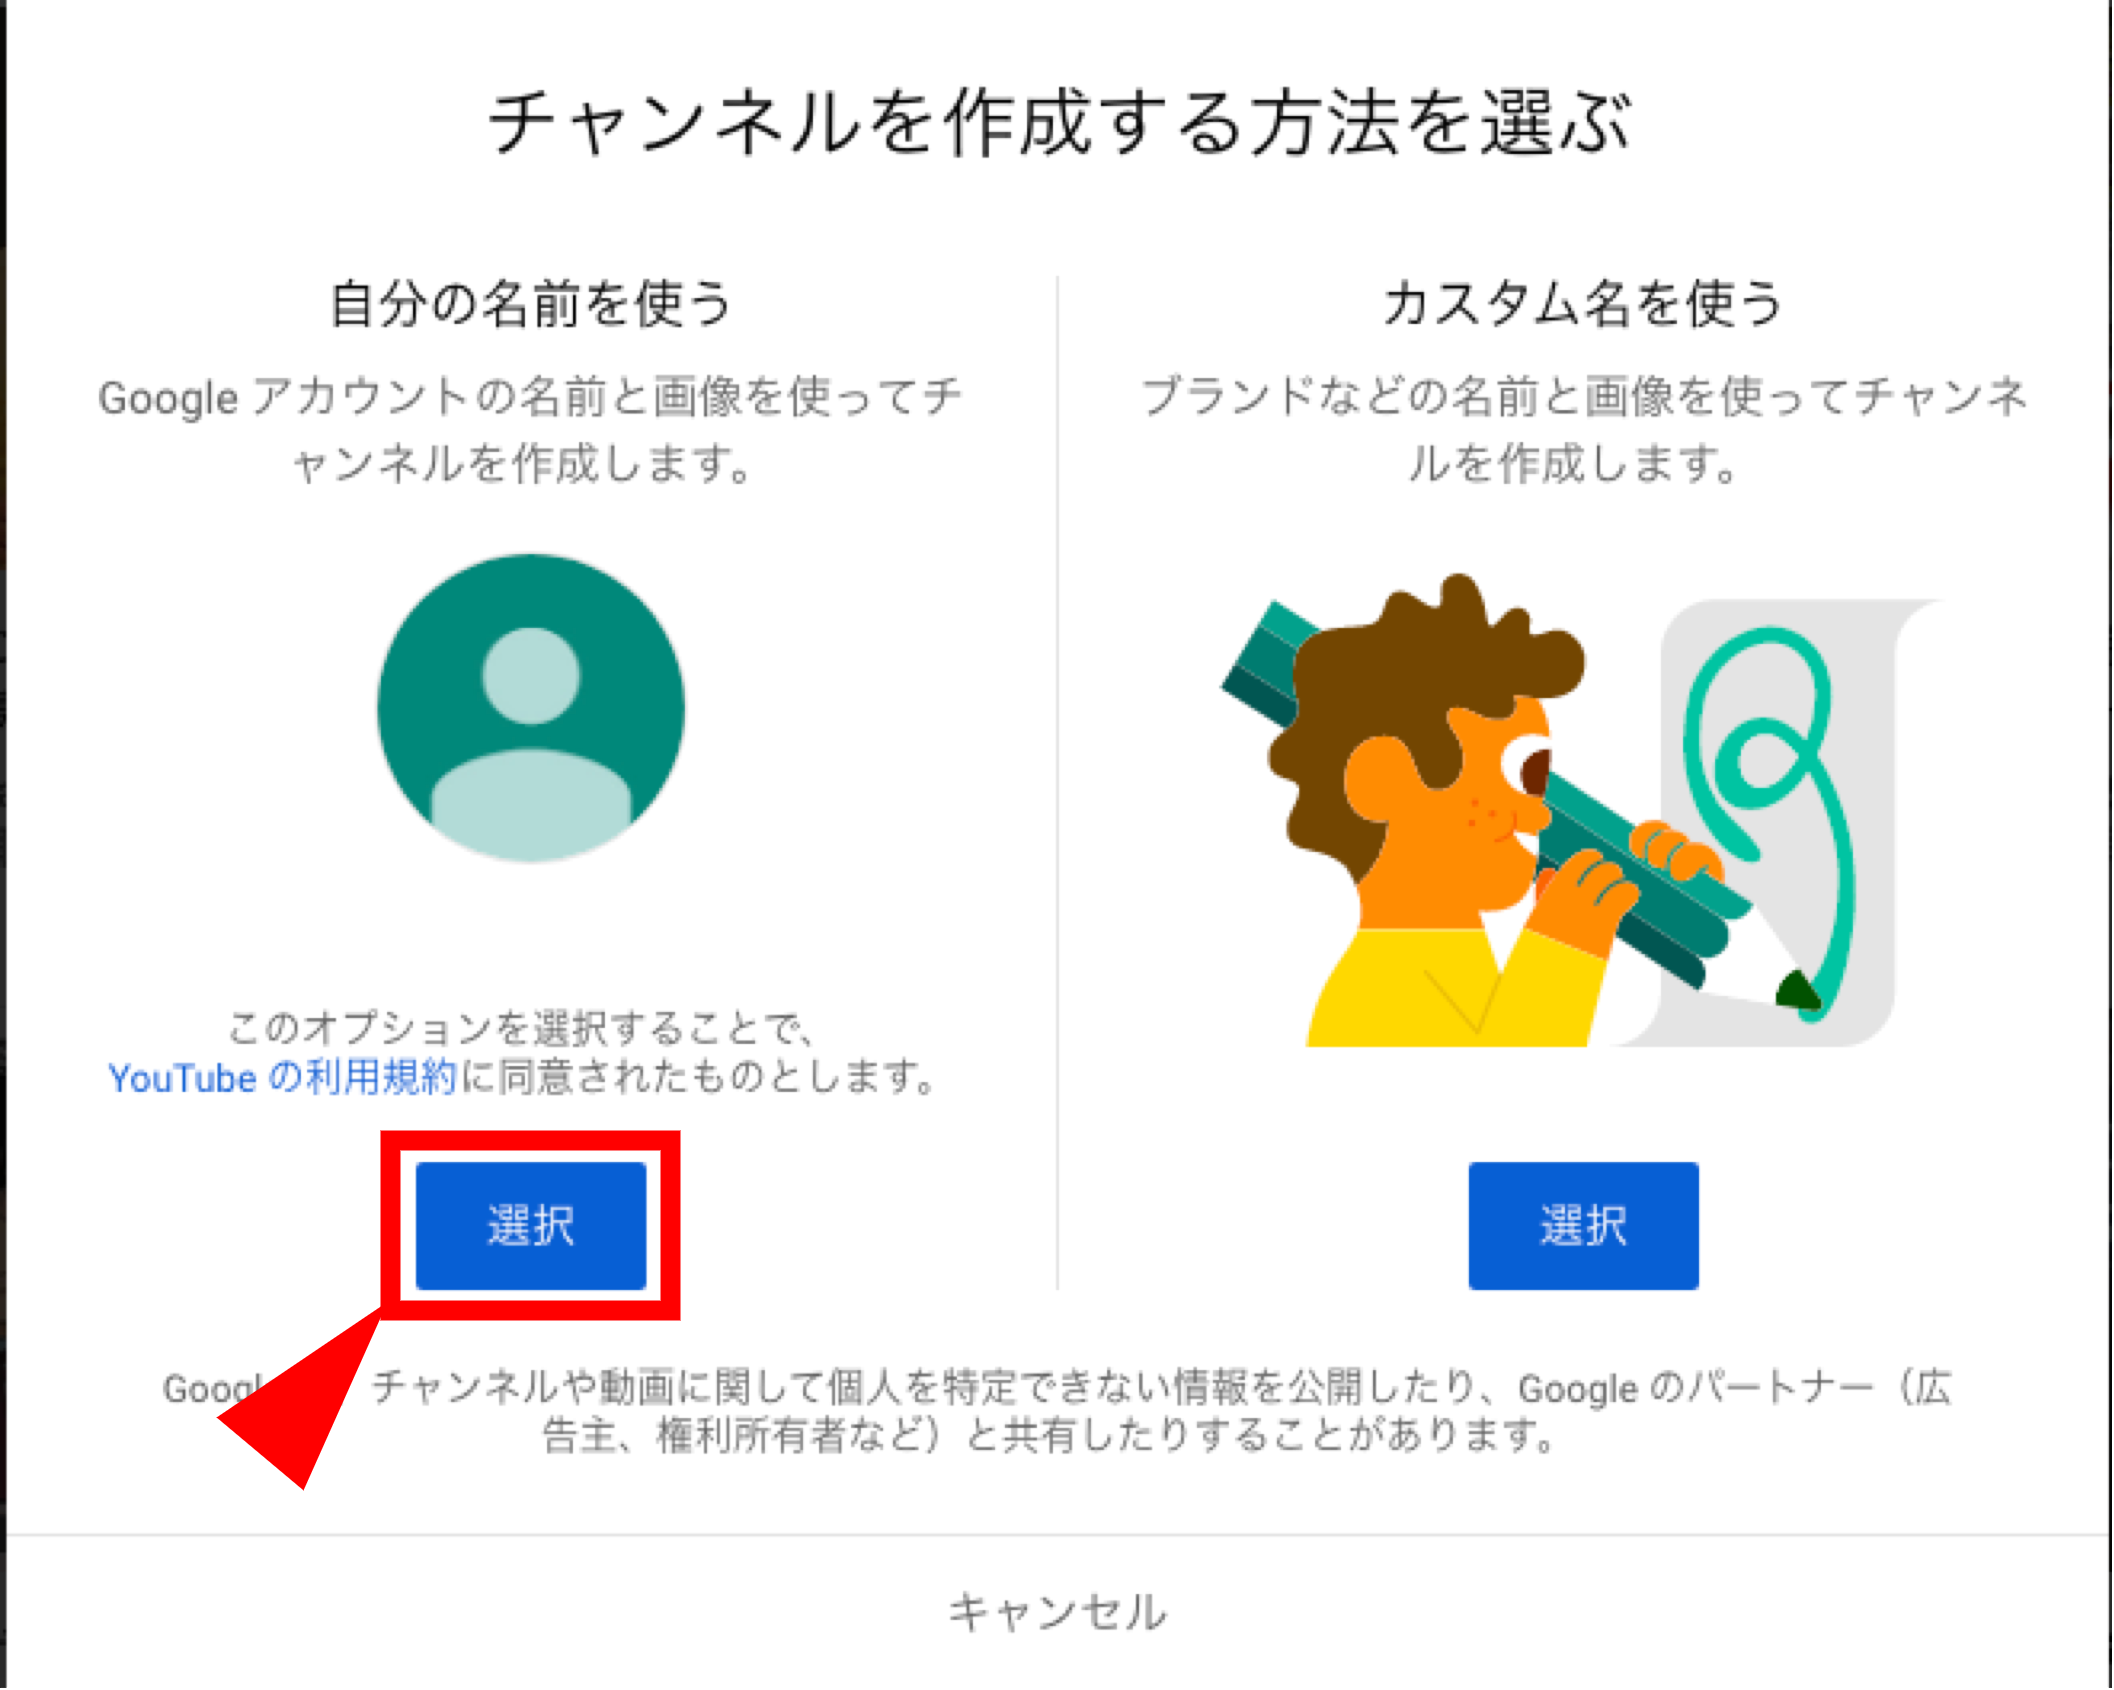 チャンネルを作成する方法を選ぶ
自分の名前を使う
Google アカウントの名前と画像を使ってチ
ャンネルを作成します。
このオプションを選択することで、
YouTube の利用規約に同意されたものとします。
選択
カスタム名を使う
ブランドなどの名前と画像を使ってチャンネ
ルを作成します。
選択
チャンネルや動画に関して個人を特定できない情報を公開したり、Google のパートナー（広
告主、権利所有者など）と共有したりすることがあります。
キャンセル